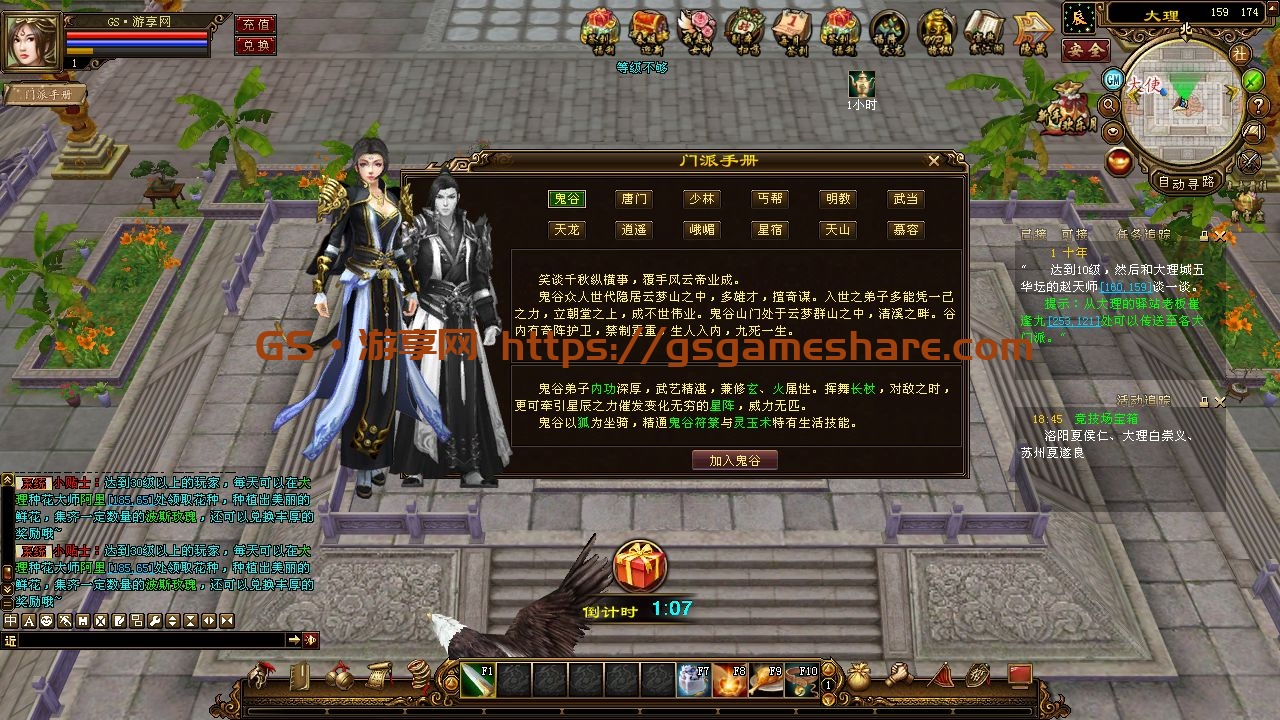 GS·游享网
充值
兑换
1
门派手册
等级不够
1小时
隐藏
辰
大理
159 174
北
安全
社
GM
大使
自动寻路
门派手册
鬼谷
唐门
少林
丐帮
明教
武当
天龙
逍遥
峨嵋
星宿
天山
慕容
笑谈千秋纵横事，覆手风云帝业成。
鬼谷众人世代隐居云梦山之中，多雄才，擅奇谋。入世之弟子多能凭一己
之力，立朝堂之上，成不世伟业。鬼谷山门处于云梦群山之中，清溪之畔。谷
内有奇阵护卫，禁制重重，生人入内，九死一生。
鬼谷弟子内功深厚，武艺精湛，兼修玄、火属性。挥舞长杖，对敌之时，
更可牵引星辰之力催发变化无穷的星阵，威力无匹。
鬼谷以狐为坐骑，精通鬼谷符箓与灵玉术特有生活技能。
加入鬼谷
GS·游享网 https://gsgameshare.com
已接 可接 任务追踪
1 十年
“ 达到10级，然后和大理城五
华坛的赵天师[160,159]谈一谈。
提示：从大理的驿站老板崔
逢九[253,121]处可以传送至各大
门派。”
活动追踪
18:45 竞技场宝箱
洛阳夏侯仁、大理白崇义、
苏州夏遂良
系统 小贴士：达到30级以上的玩家，每天可以在大
理种花大师阿里[185,85]处领取花种，种植出美丽的
鲜花，集齐一定数量的波斯玫瑰，还可以兑换丰厚的
奖励哦~
系统 小贴士：达到30级以上的玩家，每天可以在大
理种花大师阿里[185,85]处领取花种，种植出美丽的
鲜花，集齐一定数量的波斯玫瑰，还可以兑换丰厚的
奖励哦~
近
倒计时 1:07
F1
F7
F8
F9
F10
1